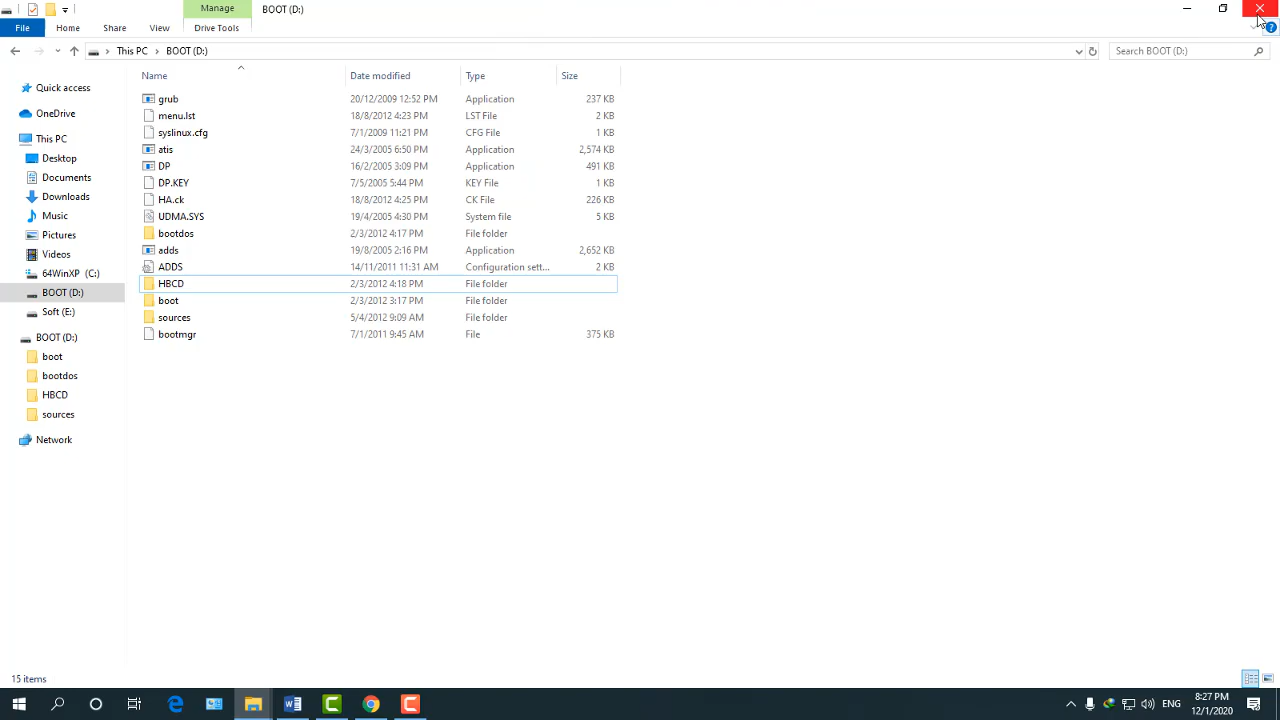 Manage BOOT (D:)
File Home Share View Drive Tools
This PC BOOT (D:) Search BOOT (D:)
Name Date modified Type Size
Quick access
OneDrive
This PC
Desktop
Documents
Downloads
Music
Pictures
Videos
64WinXP (C:)
BOOT (D:)
Soft (E:)
BOOT (D:)
boot
bootdos
HBCD
sources
Network
grub 20/12/2009 12:52 PM Application 237 KB
menu.lst 18/8/2012 4:23 PM LST File 2 KB
syslinux.cfg 7/1/2009 11:21 PM CFG File 1 KB
atis 24/3/2005 6:50 PM Application 2,574 KB
DP 16/2/2005 3:09 PM Application 491 KB
DP.KEY 7/5/2005 5:44 PM KEY File 1 KB
HA.ck 18/8/2012 4:25 PM CK File 226 KB
UDMA.SYS 19/4/2005 4:30 PM System file 5 KB
bootdos 2/3/2012 4:17 PM File folder
adds 19/8/2005 2:16 PM Application 2,652 KB
ADDS 14/11/2011 11:31 AM Configuration sett... 2 KB
HBCD 2/3/2012 4:18 PM File folder
boot 2/3/2012 3:17 PM File folder
sources 5/4/2012 9:09 AM File folder
bootmgr 7/1/2011 9:45 AM File 375 KB
15 items
ENG 8:27 PM
12/1/2020